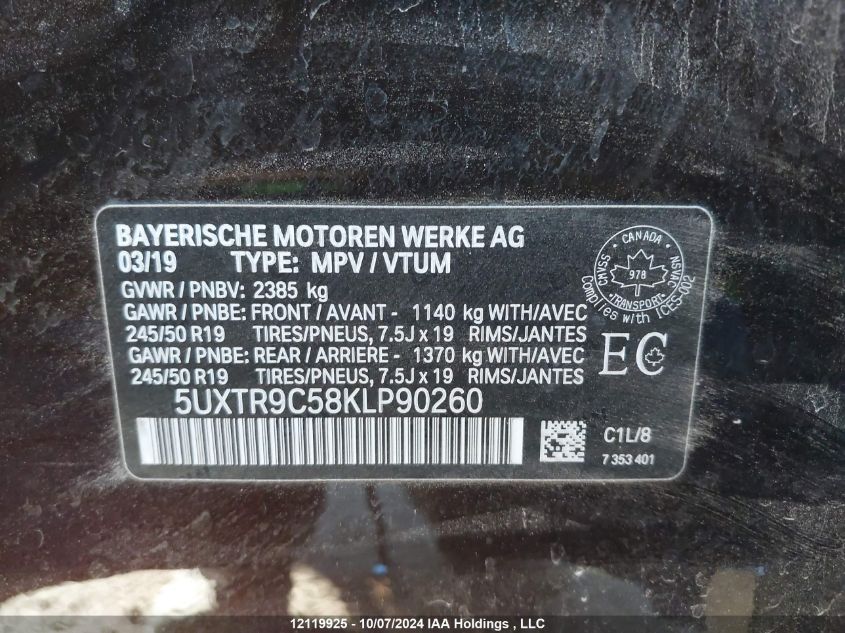 BAYERISCHE MOTOREN WERKE AG
03/19 TYPE: MPV / VTUM
GVWR / PNBV: 2385 kg
GAWR / PNBE: FRONT / AVANT - 1140 kg WITH/AVEC
245/50 R19 TIRES/PNEUS, 7.5J x 19 RIMS/JANTES
GAWR / PNBE: REAR / ARRIERE - 1370 kg WITH/AVEC
245/50 R19 TIRES/PNEUS, 7.5J x 19 RIMS/JANTES
5UXTR9C58KLP90260
CANADA
CMVSS
NSVAC
978
TRANSPORT
Complies with ICES-002
EC
C1L/8
7 353 401
12119925 - 10/07/2024 IAA Holdings , LLC